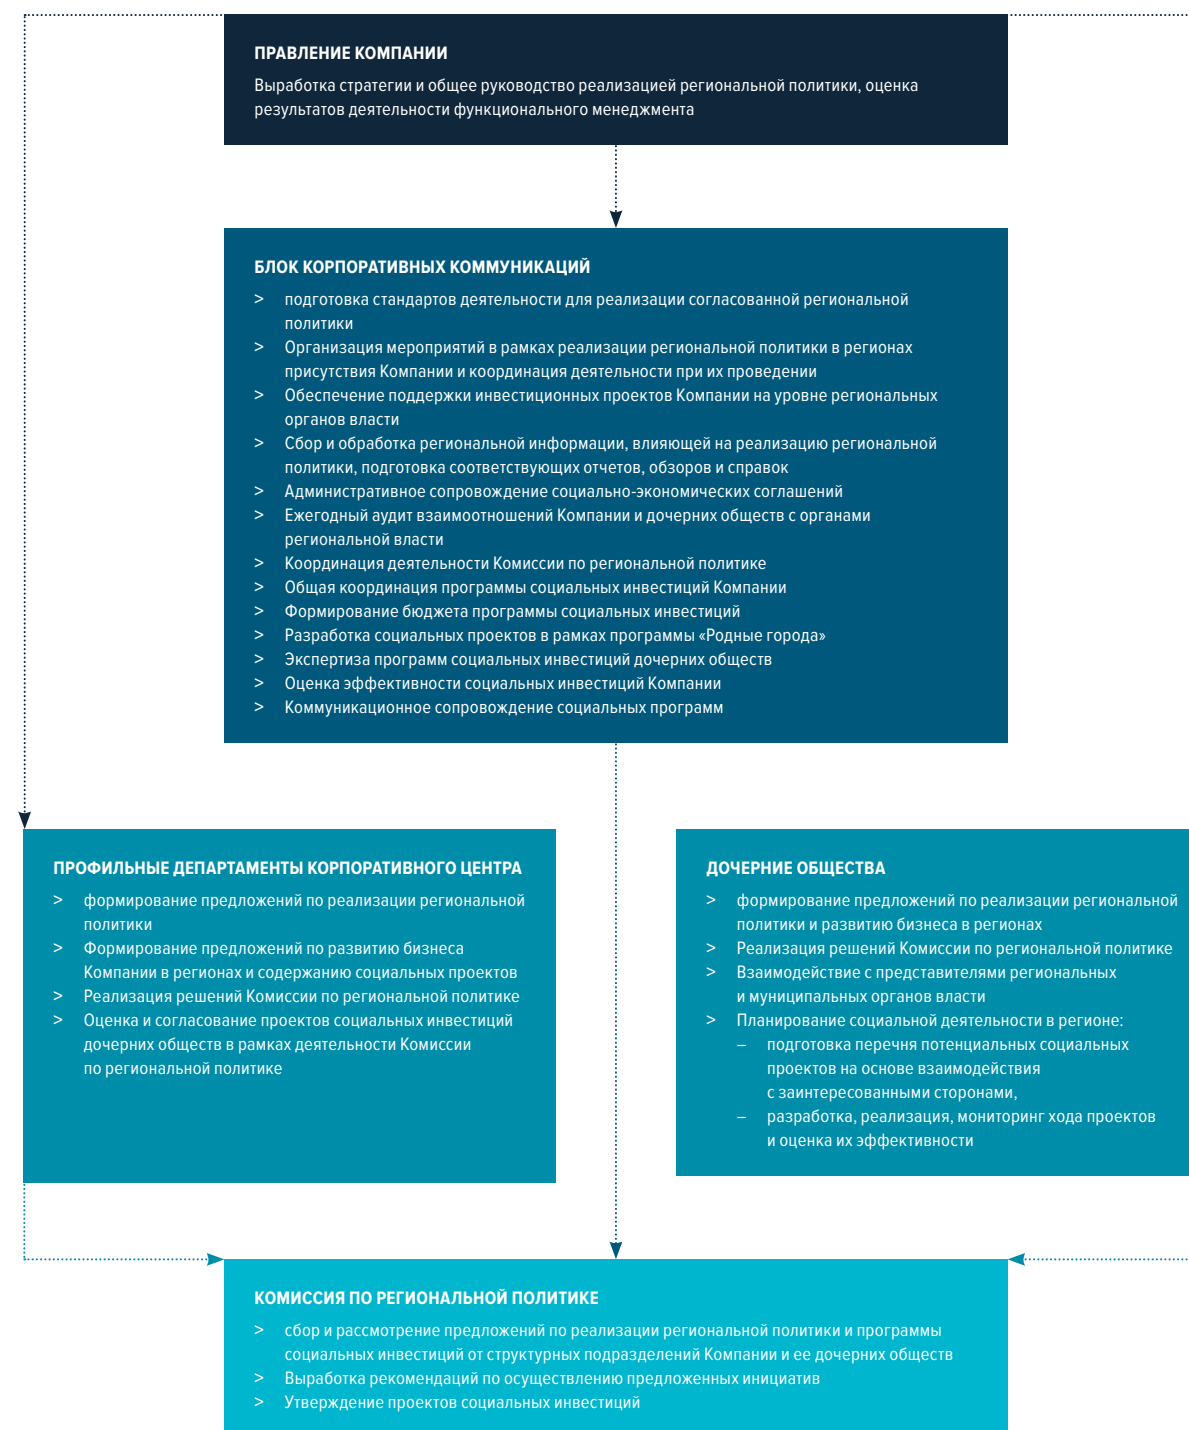 ПРАВЛЕНИЕ КОМПАНИИ
Выработка стратегии и общее руководство реализацией региональной политики, оценка
результатов деятельности функционального менеджмента
БЛОК КОРПОРАТИВНЫХ КОММУНИКАЦИЙ
> подготовка стандартов деятельности для реализации согласованной региональной
политики
> Организация мероприятий в рамках реализации региональной политики в регионах
присутствия Компании и координация деятельности при их проведении
> Обеспечение поддержки инвестиционных проектов Компании на уровне региональных
органов власти
> Сбор и обработка региональной информации, влияющей на реализацию региональной
политики, подготовка соответствующих отчетов, обзоров и справок
> Административное сопровождение социально-экономических соглашений
> Ежегодный аудит взаимоотношений Компании и дочерних обществ с органами
региональной власти
> Координация деятельности Комиссии по региональной политике
> Общая координация программы социальных инвестиций Компании
> Формирование бюджета программы социальных инвестиций
> Разработка социальных проектов в рамках программы «Родные города»
> Экспертиза программ социальных инвестиций дочерних обществ
> Оценка эффективности социальных инвестиций Компании
> Коммуникационное сопровождение социальных программ
ПРОФИЛЬНЫЕ ДЕПАРТАМЕНТЫ КОРПОРАТИВНОГО ЦЕНТРА
> формирование предложений по реализации региональной
политики
> Формирование предложений по развитию бизнеса
Компании в регионах и содержанию социальных проектов
> Реализация решений Комиссии по региональной политике
> Оценка и согласование проектов социальных инвестиций
дочерних обществ в рамках деятельности Комиссии
по региональной политике
ДОЧЕРНИЕ ОБЩЕСТВА
> формирование предложений по реализации региональной
политики и развитию бизнеса в регионах
> Реализация решений Комиссии по региональной политике
> Взаимодействие с представителями региональных
и муниципальных органов власти
> Планирование социальной деятельности в регионе:
– подготовка перечня потенциальных социальных
проектов на основе взаимодействия
с заинтересованными сторонами,
– разработка, реализация, мониторинг хода проектов
и оценка их эффективности
КОМИССИЯ ПО РЕГИОНАЛЬНОЙ ПОЛИТИКЕ
> сбор и рассмотрение предложений по реализации региональной политики и программы
социальных инвестиций от структурных подразделений Компании и ее дочерних обществ
> Выработка рекомендаций по осуществлению предложенных инициатив
> Утверждение проектов социальных инвестиций